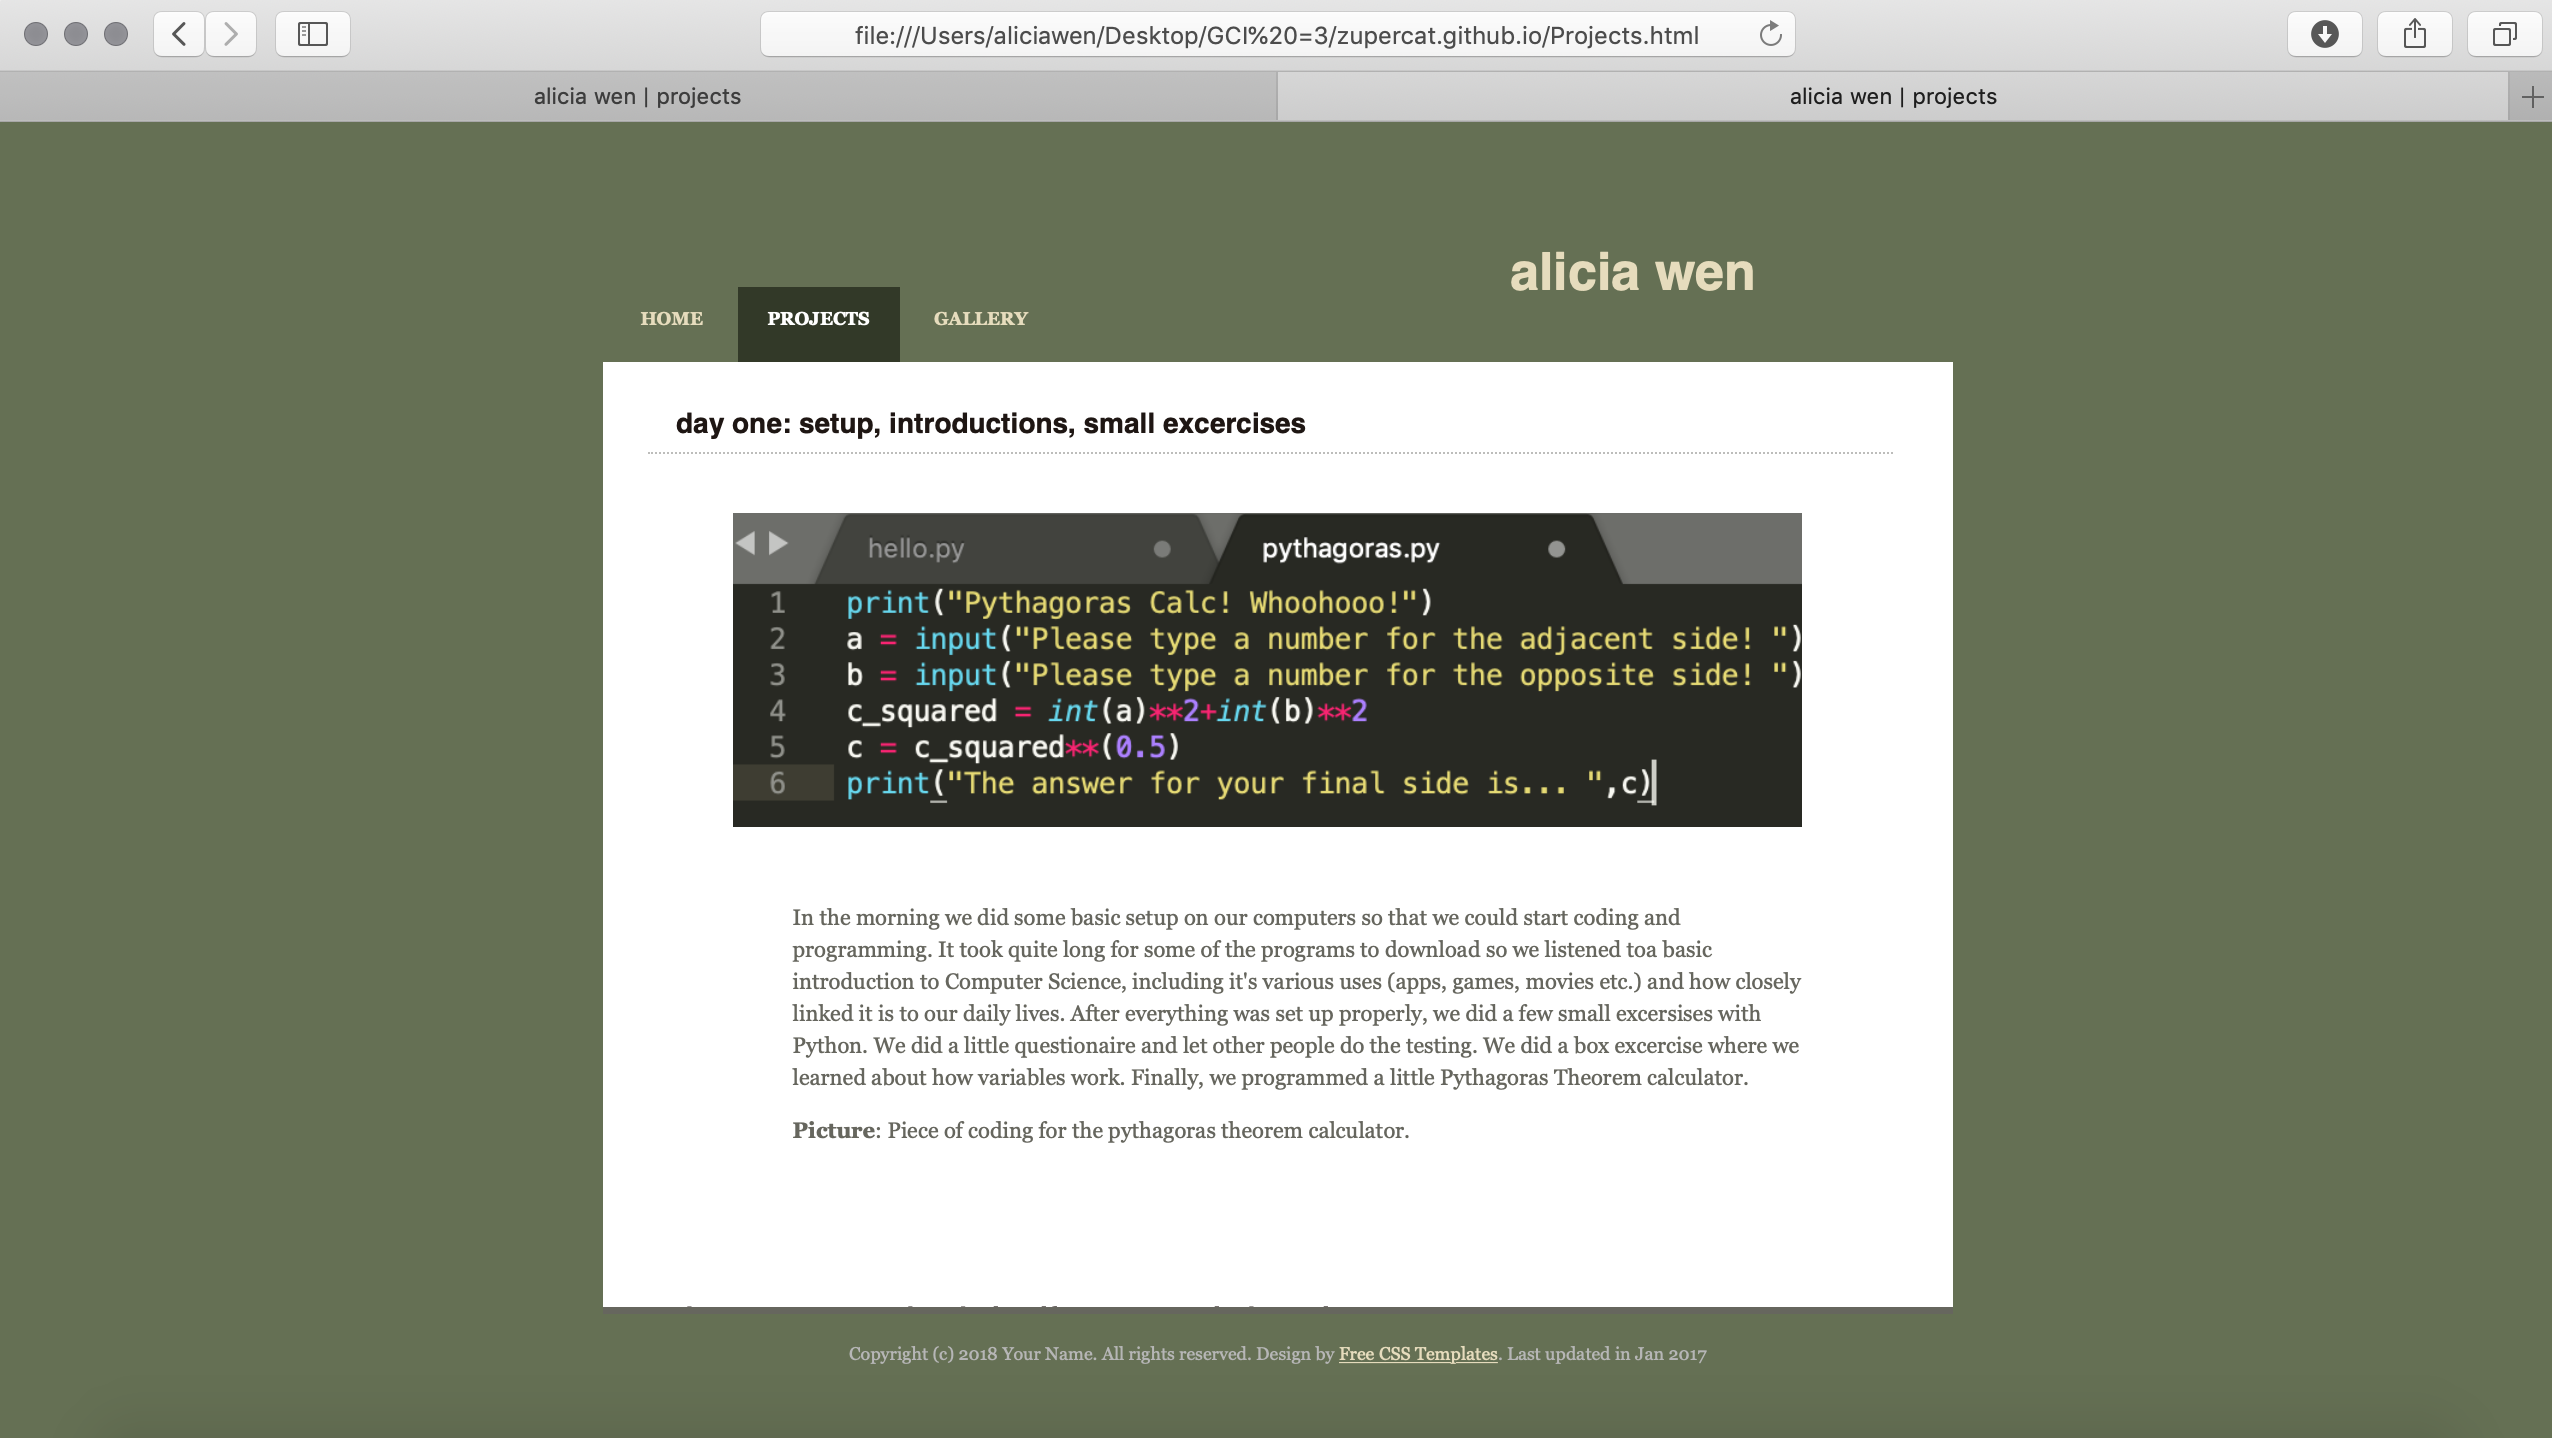 file:///Users/aliciawen/Desktop/GCI%20=3/zupercat.github.io/Projects.html
alicia wen | projects
alicia wen | projects
alicia wen
HOME PROJECTS GALLERY
day one: setup, introductions, small excercises
hello.py pythagoras.py
1 print("Pythagoras Calc! Whoohooo!")
2 a = input("Please type a number for the adjacent side! ")
3 b = input("Please type a number for the opposite side! ")
4 c_squared = int(a)**2+int(b)**2
5 c = c_squared**(0.5)
6 print("The answer for your final side is... ",c)
In the morning we did some basic setup on our computers so that we could start coding and
programming. It took quite long for some of the programs to download so we listened toa basic
introduction to Computer Science, including it's various uses (apps, games, movies etc.) and how closely
linked it is to our daily lives. After everything was set up properly, we did a few small excersises with
Python. We did a little questionaire and let other people do the testing. We did a box excercise where we
learned about how variables work. Finally, we programmed a little Pythagoras Theorem calculator.
Picture: Piece of coding for the pythagoras theorem calculator.
Copyright (c) 2018 Your Name. All rights reserved. Design by Free CSS Templates. Last updated in Jan 2017